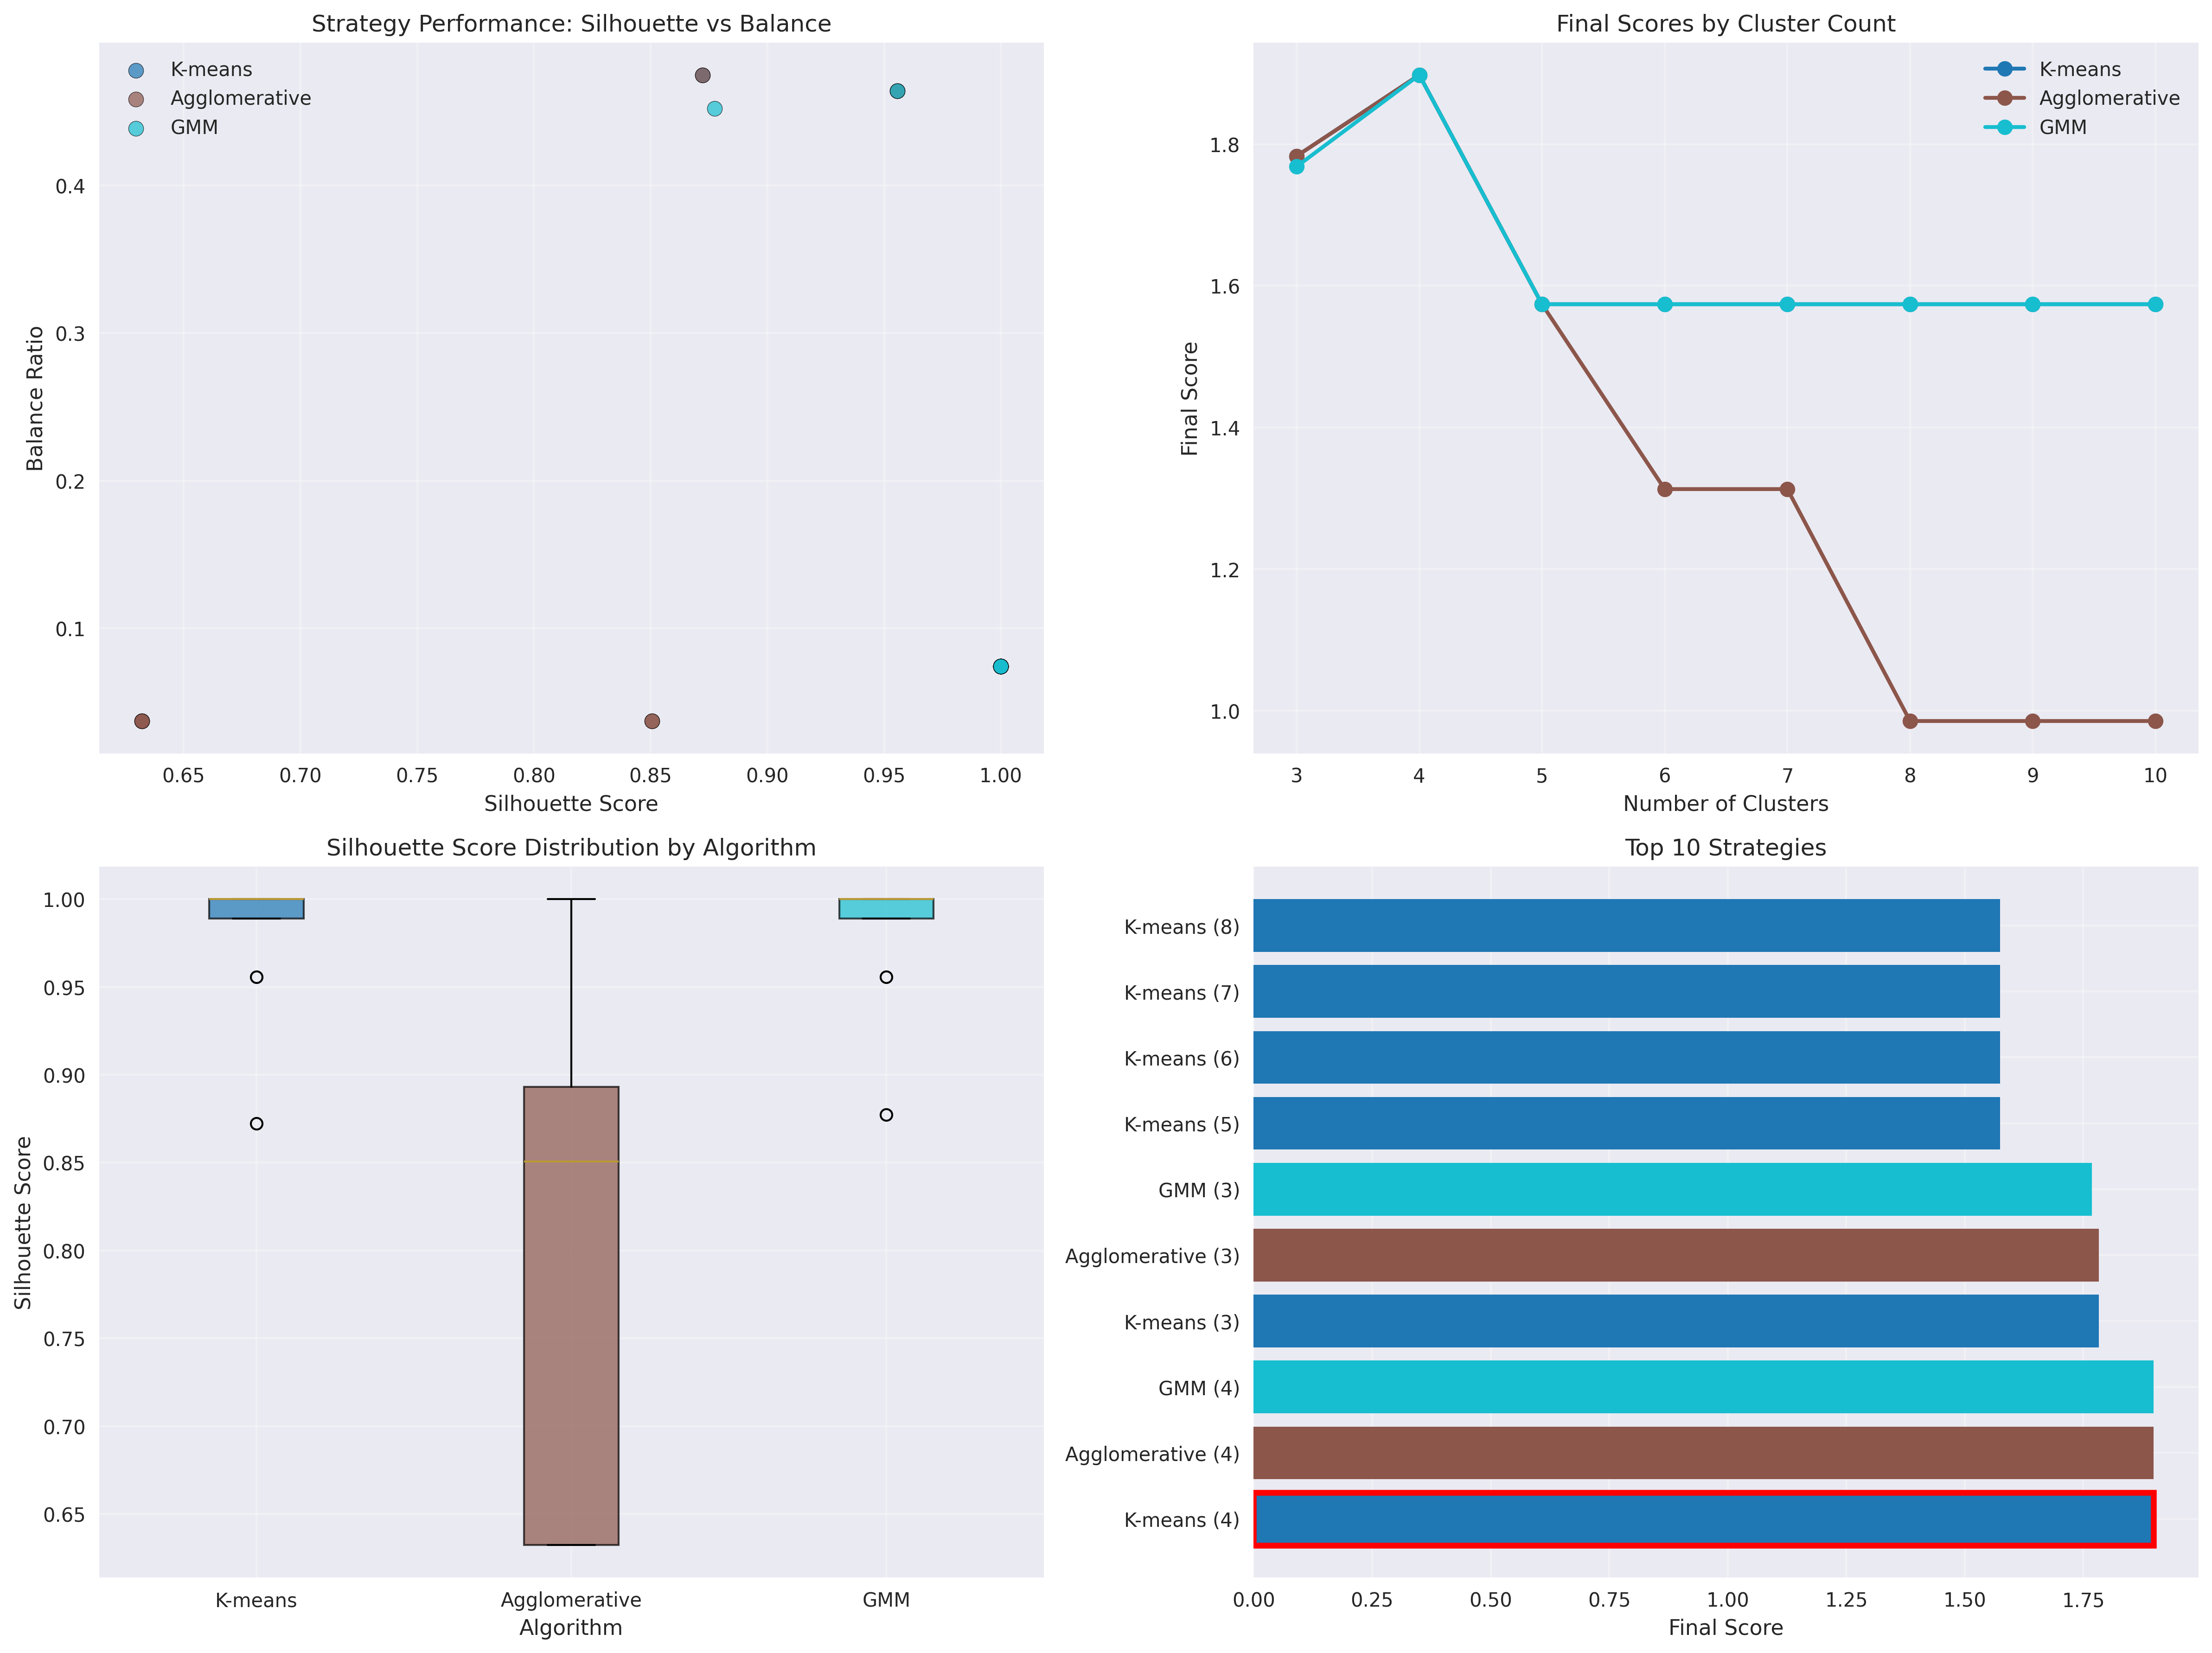 Strategy Performance: Silhouette vs Balance
K-means
Agglomerative
GMM
0.4
0.3
0.2
0.1
Balance Ratio
0.65 0.70 0.75 0.80 0.85 0.90 0.95 1.00
Silhouette Score
Final Scores by Cluster Count
K-means
Agglomerative
GMM
1.8
1.6
1.4
1.2
1.0
Final Score
3 4 5 6 7 8 9 10
Number of Clusters
Silhouette Score Distribution by Algorithm
1.00
0.95
0.90
0.85
0.80
0.75
0.70
0.65
Silhouette Score
K-means Agglomerative GMM
Algorithm
Top 10 Strategies
K-means (8)
K-means (7)
K-means (6)
K-means (5)
GMM (3)
Agglomerative (3)
K-means (3)
GMM (4)
Agglomerative (4)
K-means (4)
0.00 0.25 0.50 0.75 1.00 1.25 1.50 1.75
Final Score